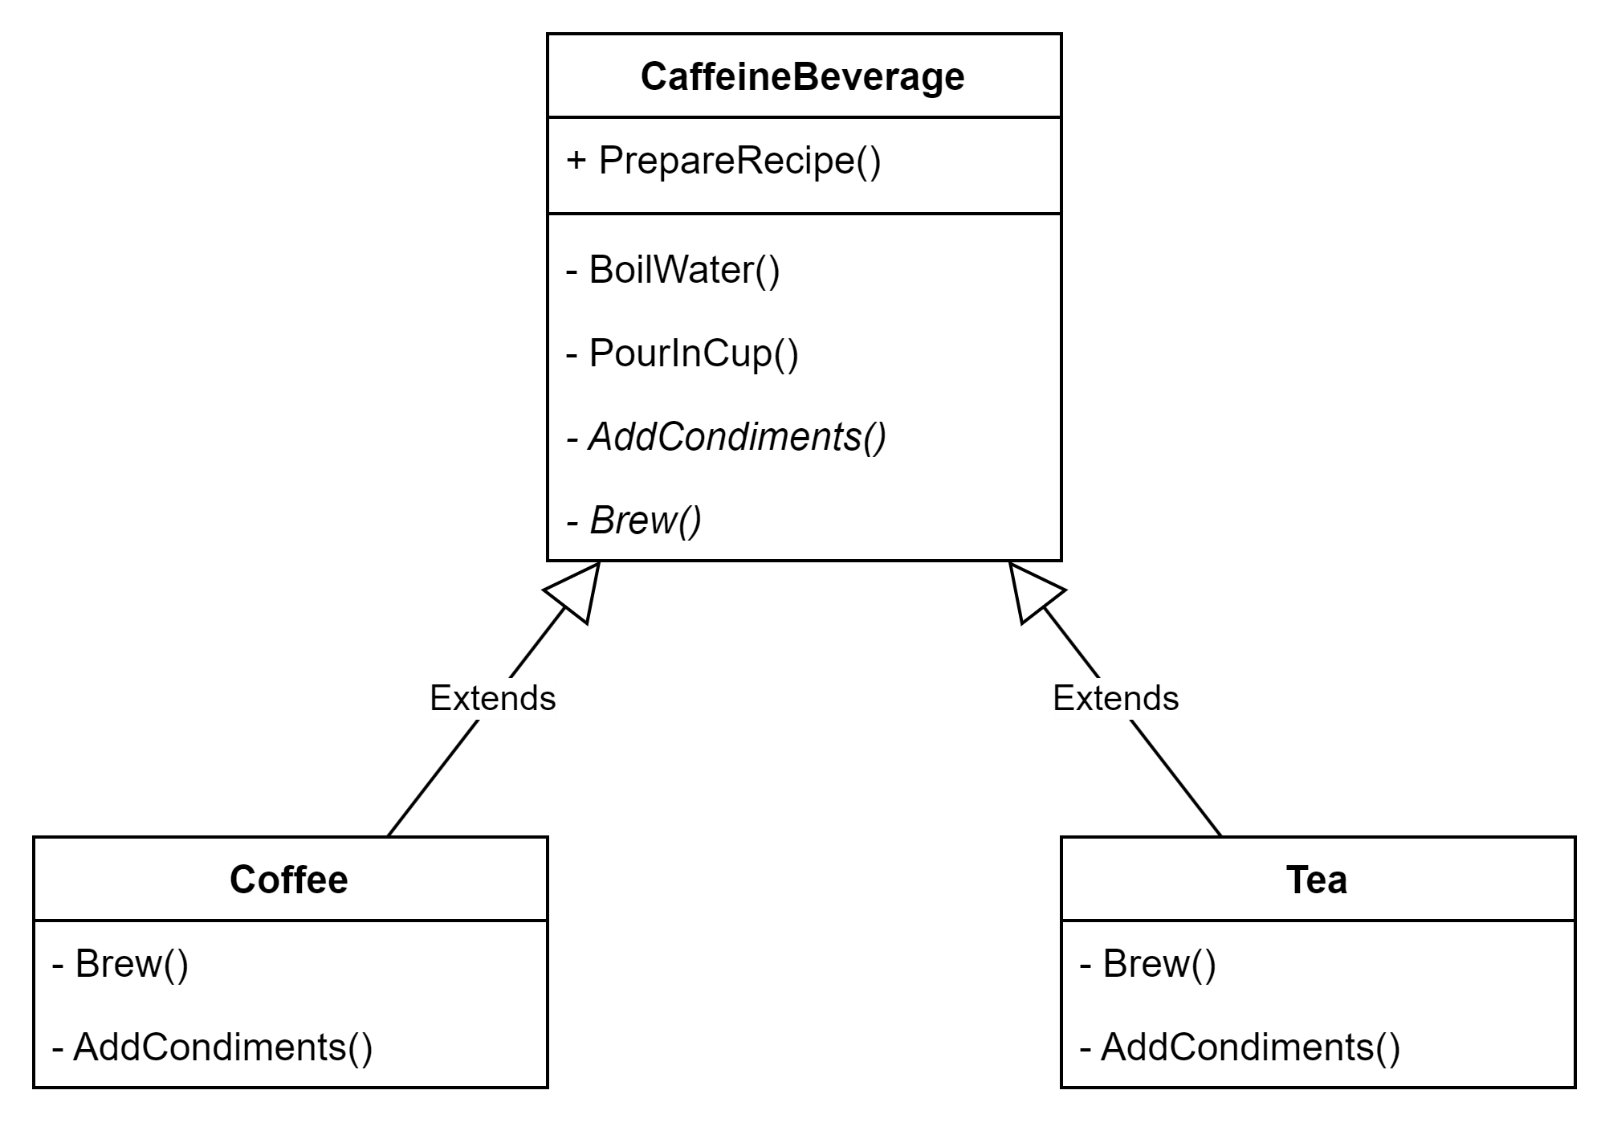 CaffeineBeverage
+ PrepareRecipe()
- BoilWater()
- PourInCup()
- AddCondiments()
- Brew()
Extends
Extends
Coffee
- Brew()
- AddCondiments()
Tea
- Brew()
- AddCondiments()